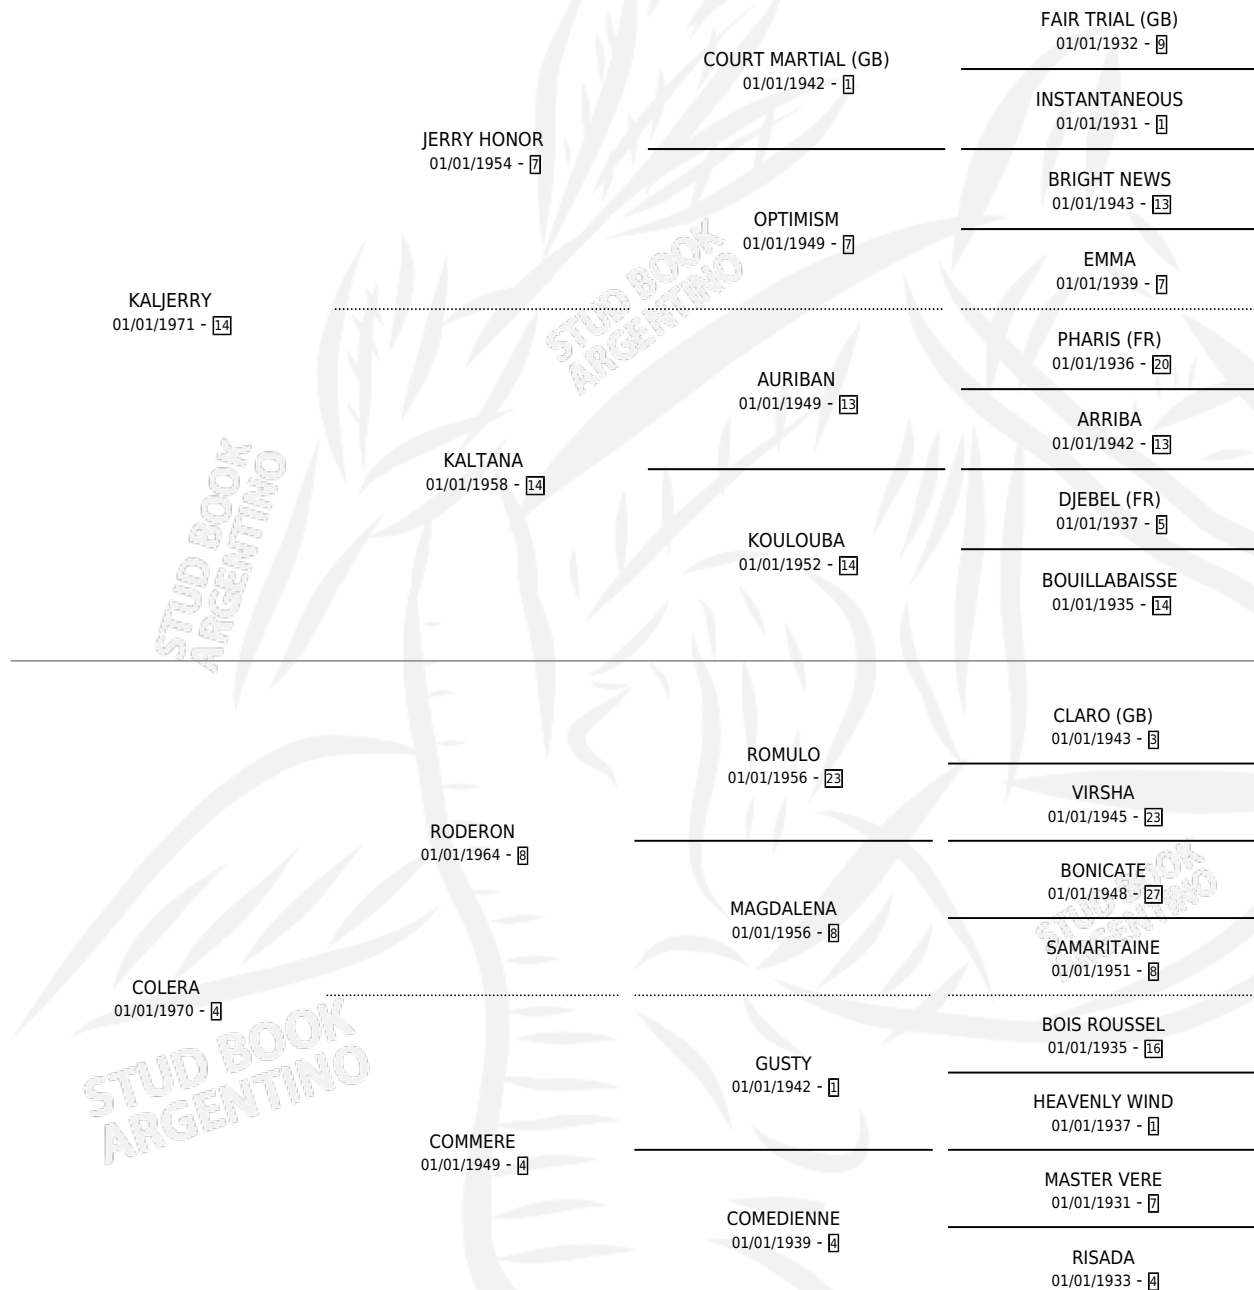 FAIR TRIAL (GB)
01/01/1932 - 9
COURT MARTIAL (GB)
01/01/1942 - 1
INSTANTANEOUS
01/01/1931 - 1
JERRY HONOR
01/01/1954 - 7
BRIGHT NEWS
01/01/1943 - 13
OPTIMISM
01/01/1949 - 7
EMMA
01/01/1939 - 7
KALJERRY
01/01/1971 - 14
PHARIS (FR)
01/01/1936 - 20
AURIBAN
01/01/1949 - 13
ARRIBA
01/01/1942 - 13
KALTANA
01/01/1958 - 14
DJEBEL (FR)
01/01/1937 - 5
KOULOUBA
01/01/1952 - 14
BOUILLABAISSE
01/01/1935 - 14
CLARO (GB)
01/01/1943 - 3
ROMULO
01/01/1956 - 23
VIRSHA
01/01/1945 - 23
RODERON
01/01/1964 - 8
BONICATE
01/01/1948 - 27
MAGDALENA
01/01/1956 - 8
SAMARITAINE
01/01/1951 - 8
COLERA
01/01/1970 - 4
BOIS ROUSSEL
01/01/1935 - 16
GUSTY
01/01/1942 - 1
HEAVENLY WIND
01/01/1937 - 1
COMMERE
01/01/1949 - 4
MASTER VERE
01/01/1931 - 7
COMEDIENNE
01/01/1939 - 4
RISADA
01/01/1933 - 4
STUD BOOK
ARGENTINO
STUD BOOK
ARGENTINO
STUD BOOK
ARGENTINO
STUD BOOK
ARGENTINO